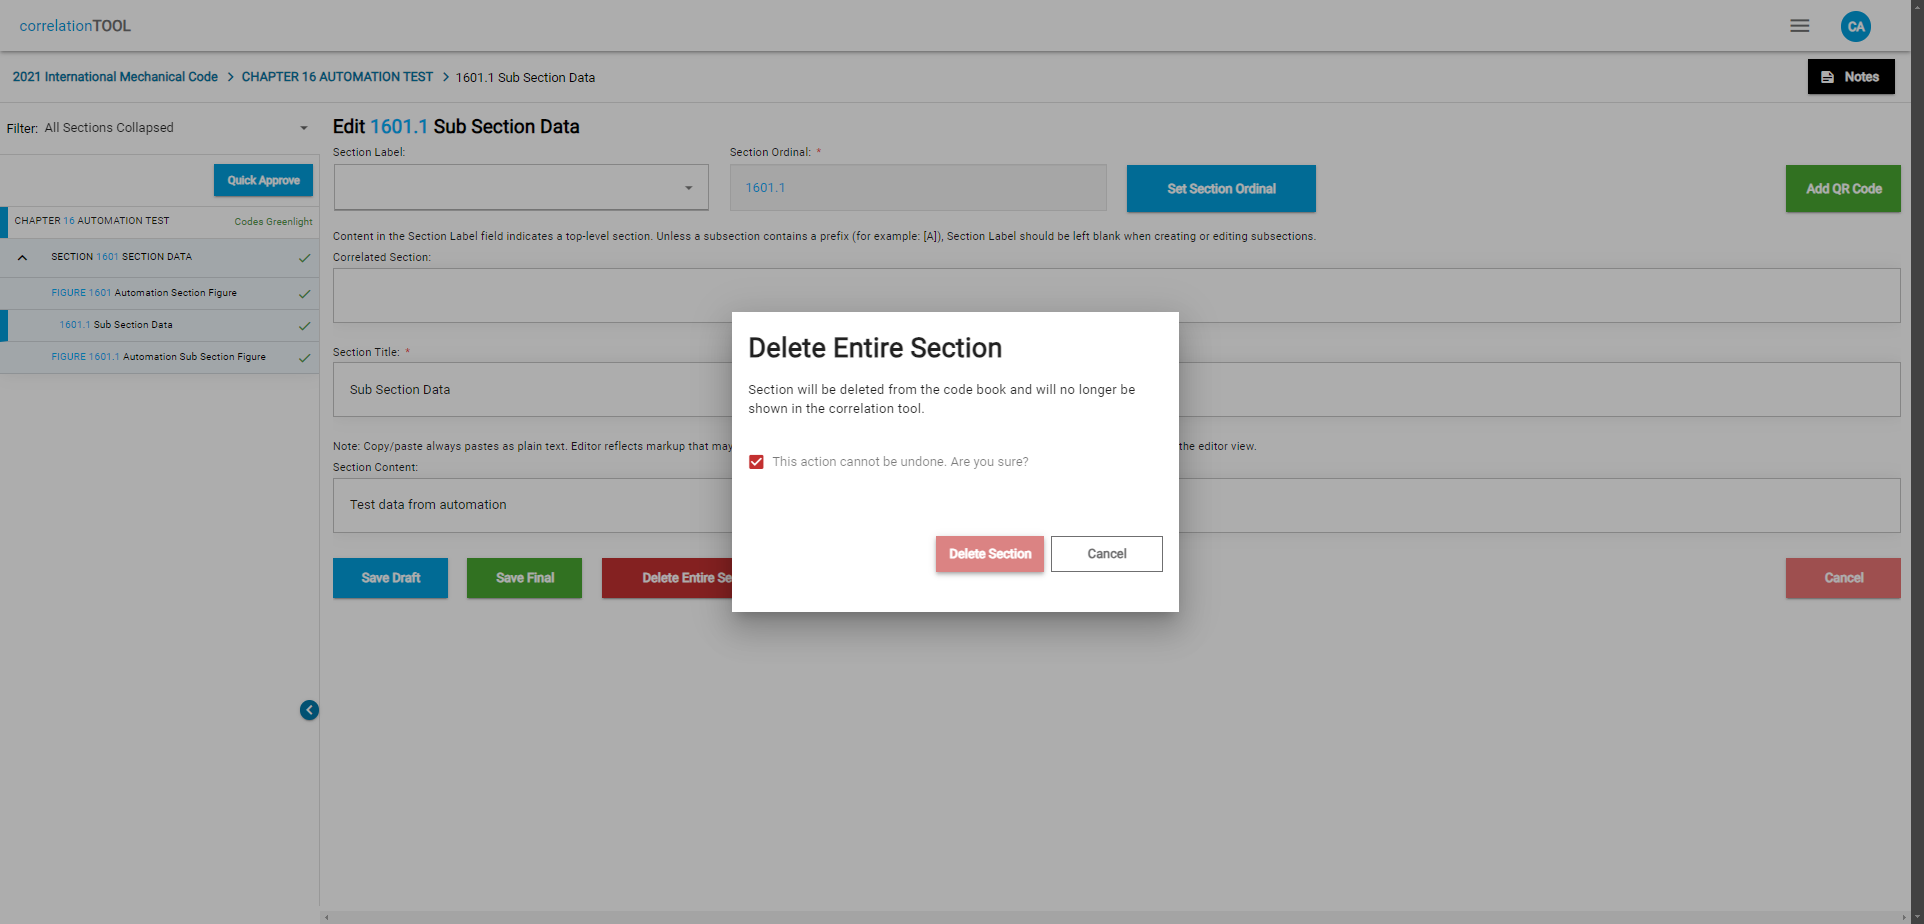 correlationTOOL
CA
2021 International Mechanical Code > CHAPTER 16 AUTOMATION TEST > 1601.1 Sub Section Data
Notes
Filter: All Sections Collapsed
Quick Approve
CHAPTER 16 AUTOMATION TEST Codes Greenlight
SECTION 1601 SECTION DATA
FIGURE 1601 Automation Section Figure
1601.1 Sub Section Data
FIGURE 1601.1 Automation Sub Section Figure
Edit 1601.1 Sub Section Data
Section Label:
Section Ordinal: *
1601.1
Set Section Ordinal
Add QR Code
Content in the Section Label field indicates a top-level section. Unless a subsection contains a prefix (for example: [A]), Section Label should be left blank when creating or editing subsections.
Correlated Section:
Section Title: *
Sub Section Data
Note: Copy/paste always pastes as plain text. Editor reflects markup that may
the editor view.
Section Content:
Test data from automation
Save Draft
Save Final
Delete Entire Se
Cancel
Delete Entire Section
Section will be deleted from the code book and will no longer be
shown in the correlation tool.
This action cannot be undone. Are you sure?
Delete Section
Cancel